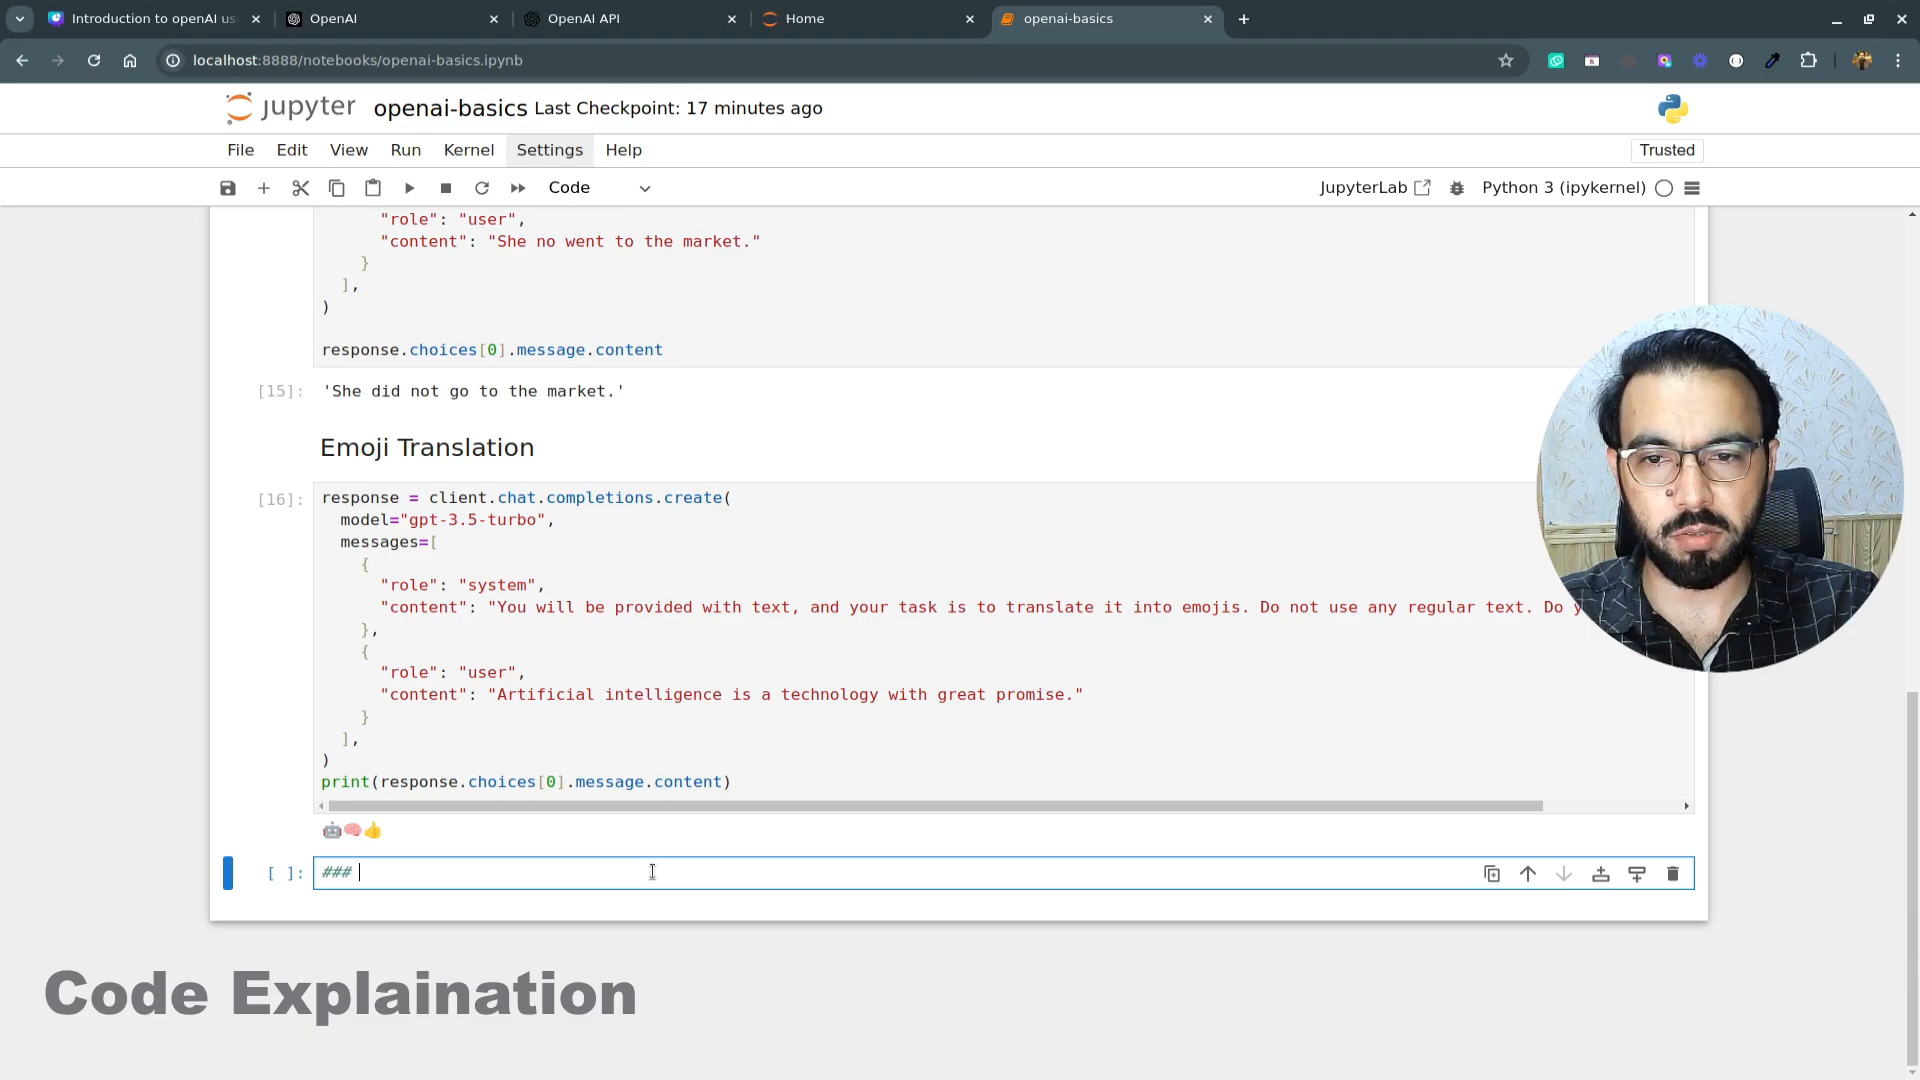 Introduction to openAI us
OpenAI
OpenAI API
Home
openai-basics
localhost:8888/notebooks/openai-basics.ipynb
jupyter openai-basics Last Checkpoint: 17 minutes ago
File Edit View Run Kernel Settings Help
Trusted
Code
JupyterLab
Python 3 (ipykernel)
"role": "user",
"content": "She no went to the market."
}
],
)
response.choices[0].message.content
[15]: 'She did not go to the market.'
Emoji Translation
[16]: response = client.chat.completions.create(
model="gpt-3.5-turbo",
messages=[
{
"role": "system",
"content": "You will be provided with text, and your task is to translate it into emojis. Do not use any regular text. Do y
},
{
"role": "user",
"content": "Artificial intelligence is a technology with great promise."
}
],
)
print(response.choices[0].message.content)
🤖🧠👍
[ ]: ###
Code Explaination